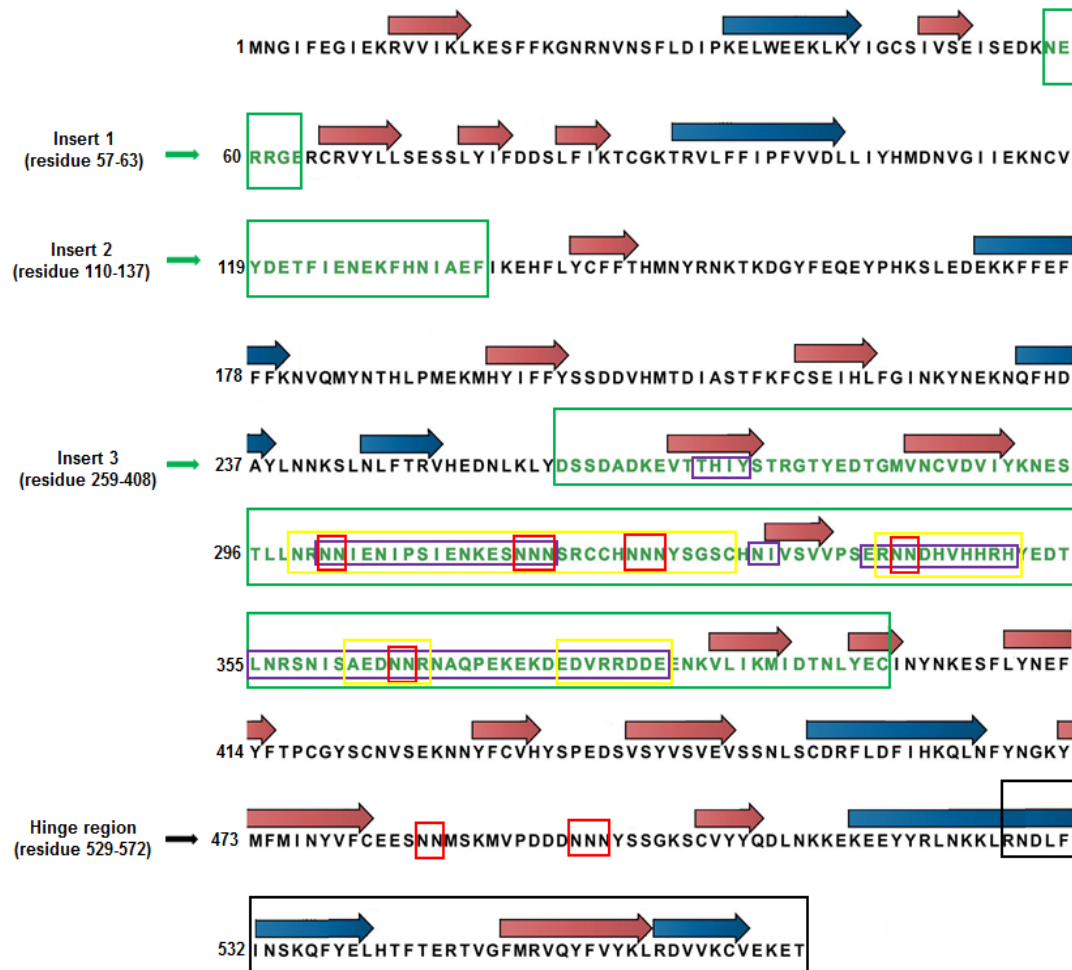 1 MNGIFEGIEKRVVIKLKESFFKGNRNVNSFLDIPKELWEEKLKYIGCSIVSEISEDKNE
Insert 1
(residue 57-63)
60 RRGERCRVYLLSESSLYIFDDSLFIKTCGKTRVLFFIPFVVDLLIYHMDNVGIIEKNCV
Insert 2
(residue 110-137)
119 YDETFIENEKFHNIAEFIKEHFLYCFFTHMNYRNKTKDGYFEQEYPHKSLEDEKKFFEF
178 FFKNVQMYNTHLPMEKMHYIFFYSSDDVHMTDIASTFKFCSEIHLFGINKYNEKNQFHD
Insert 3
(residue 259-408)
237 AYLNNKSLNLFTRVHEDNLKLYDSSDADKEVTTHIYSTRGTYEDTGMVNCVDVIYKNES
296 TLLNRNNIENIPSIENKESNNNSRCCHNNNYSGSCHNIVSVVPSERNNDHVHHRHYEDT
355 LNRSNISAEDNNRNAQPEKEKDEDVRRDDEENKVLIKMIDTNLYECINYNKESFLYNEF
414 YFTPCGYSCNVSEKNNYFCVHYSPEDSVSYVSVEVSSNLSCDRFLDFIHKQLNFYNGKY
Hinge region
(residue 529-572)
473 MFMINYVFCEESNNMSKMVPDDDNNNYSSGKSCVYYQDLNKKEKEEYYRLNKKLRNDLF
532 INSKQFYELHTFTERTVGFMRVQYFVYKLRDVVKCVEKET